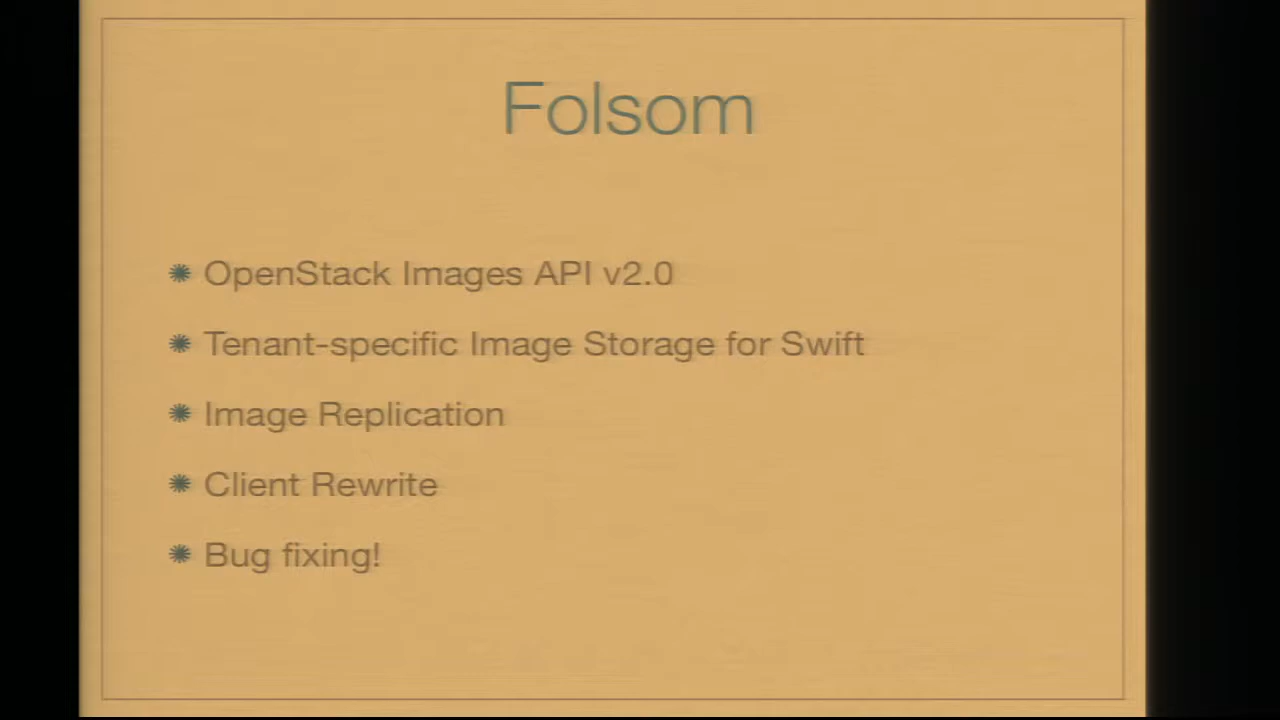 Folsom
OpenStack Images API v2.0
Tenant-specific Image Storage for Swift
Image Replication
Client Rewrite
Bug fixing!